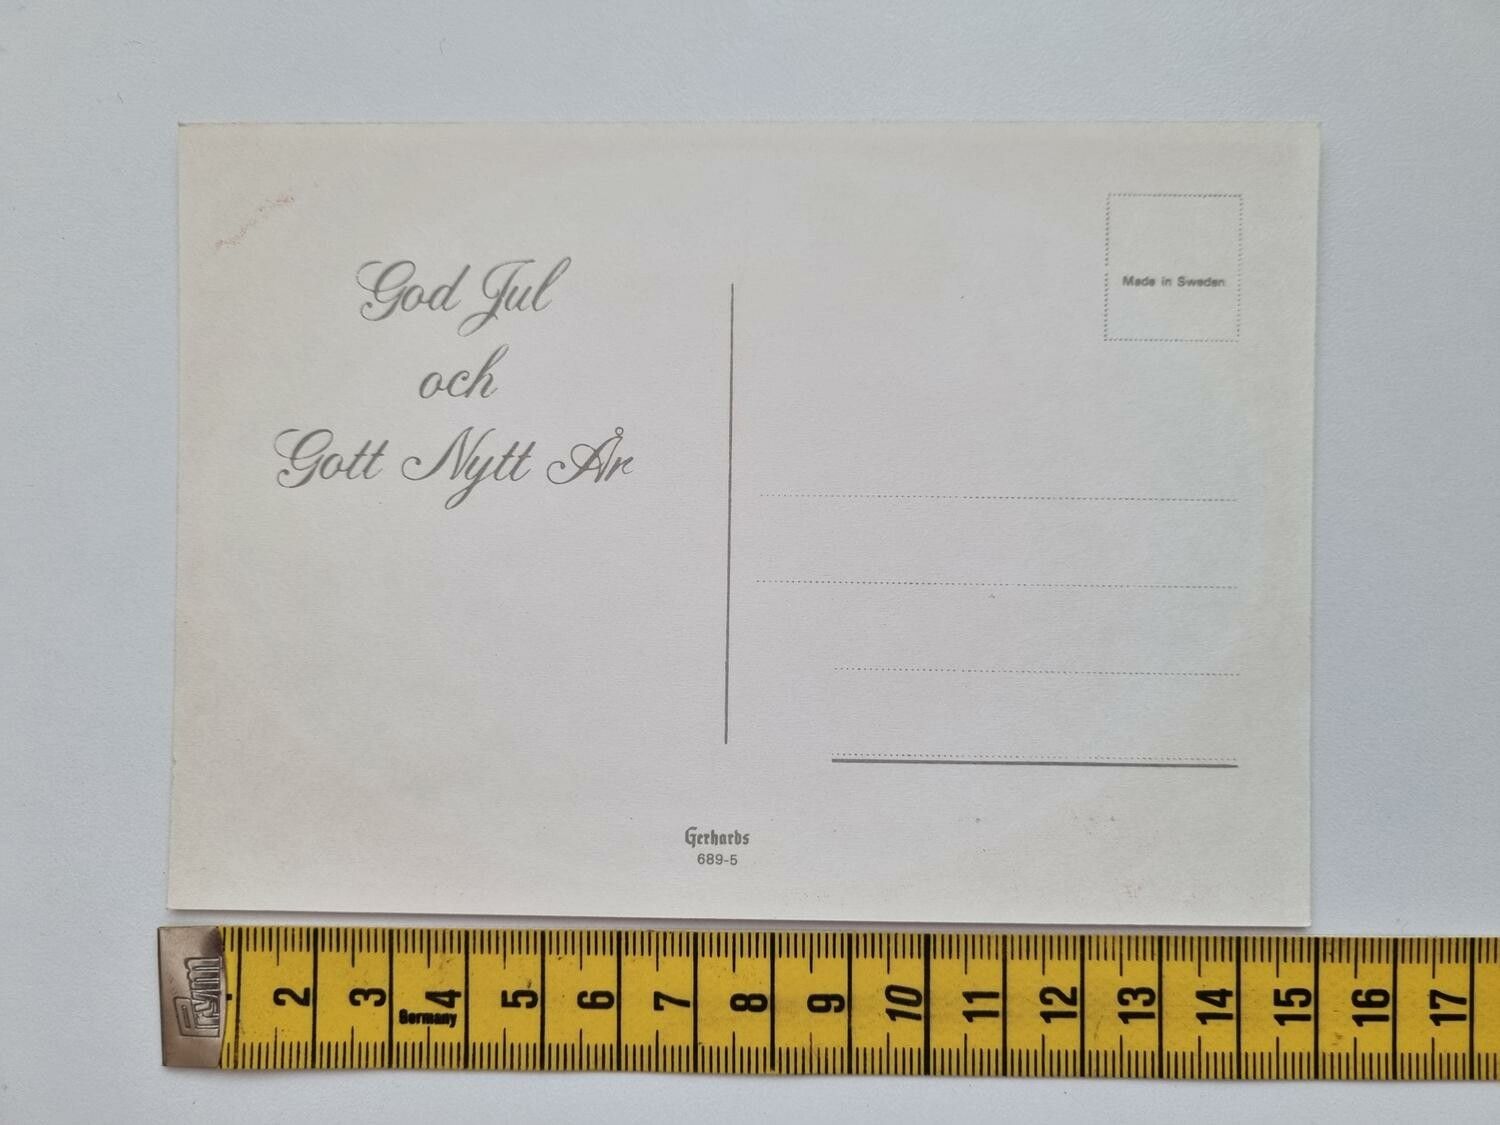 God Jul
och
Gott Nytt År
Made in Sweden
Gerhards
689-5
Prym
2 3 4 5 6 7 8 9 10 11 12 13 14 15 16 17
Germany